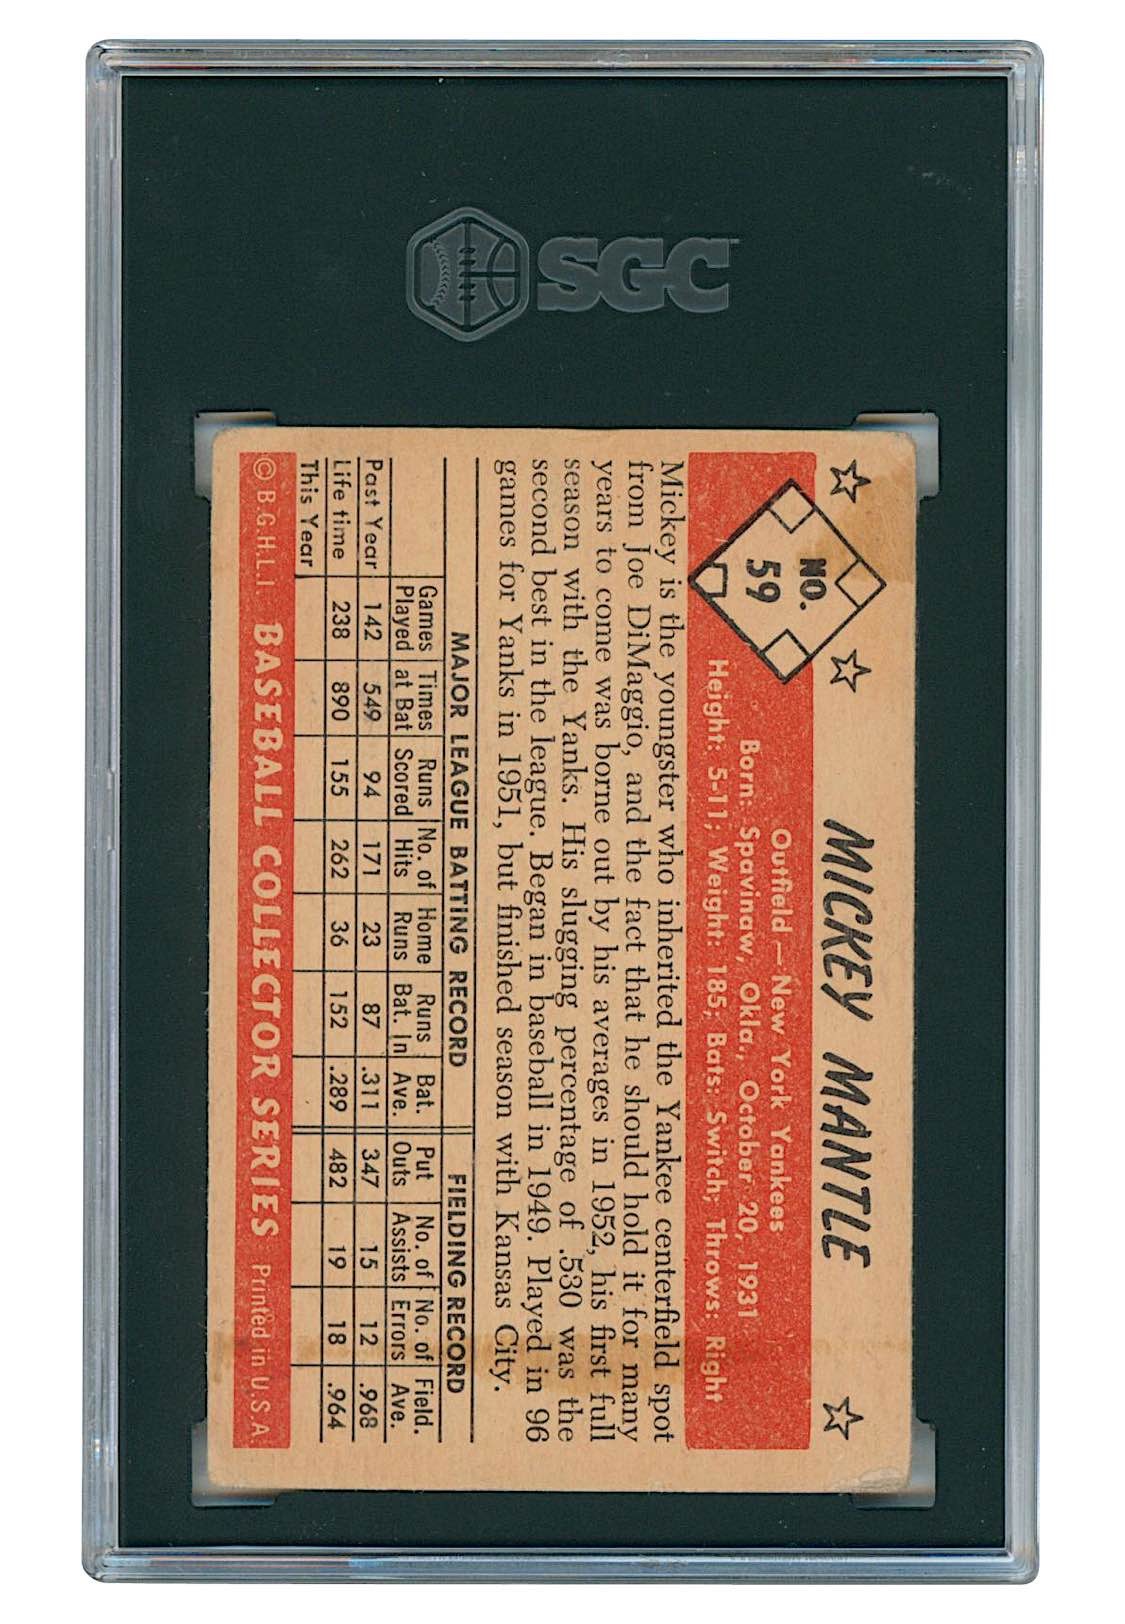 SGC
NO.
59
MICKEY MANTLE
Outfield—New York Yankees
Born: Spavinaw, Okla., October 20, 1931
Height: 5-11; Weight: 185; Bats: Switch; Throws: Right
Mickey is the youngster who inherited the Yankee centerfield spot
from Joe DiMaggio, and the fact that he should hold it for many
years to come was borne out by his averages in 1952, his first full
season with the Yanks. His slugging percentage of .530 was the
second best in the league. Began in baseball in 1949. Played in 96
games for Yanks in 1951, but finished season with Kansas City.
MAJOR LEAGUE BATTING RECORD FIELDING RECORD
Games Times Runs No. of Home Runs Bat. Put No. of No. of Field.
Played at Bat Scored Hits Runs Bat. In Ave. Outs Assists Errors Ave.
Past Year 142 549 94 171 23 87 .311 347 15 12 .968
Life time 238 890 155 262 36 152 .289 482 19 18 .964
This Year
© B.G.H.L.I. BASEBALL COLLECTOR SERIES Printed in U.S.A.